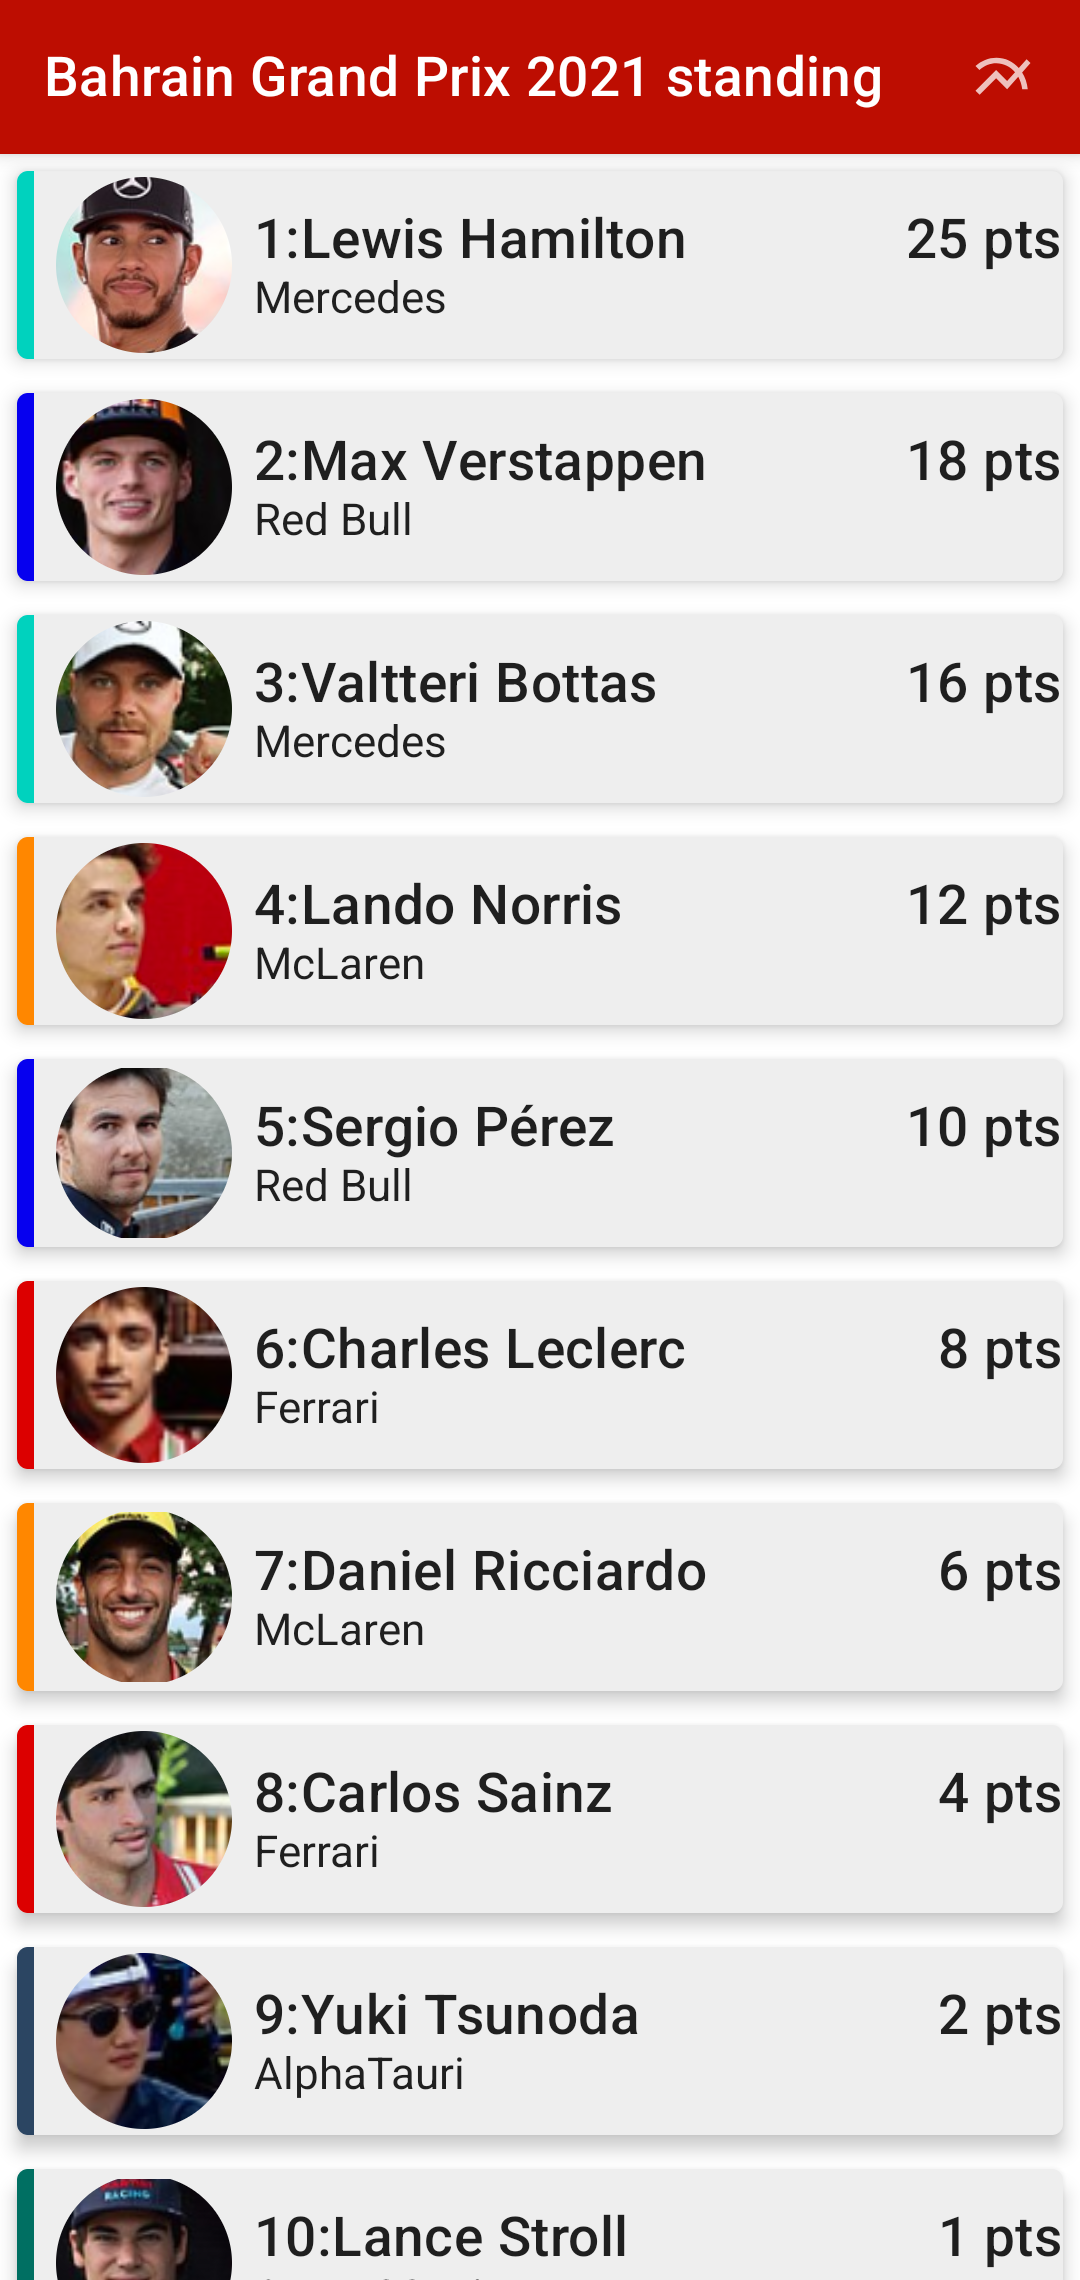 Bahrain Grand Prix 2021 standing
1:Lewis Hamilton 25 pts
Mercedes
2:Max Verstappen 18 pts
Red Bull
3:Valtteri Bottas 16 pts
Mercedes
4:Lando Norris 12 pts
McLaren
5:Sergio Pérez 10 pts
Red Bull
6:Charles Leclerc 8 pts
Ferrari
7:Daniel Ricciardo 6 pts
McLaren
8:Carlos Sainz 4 pts
Ferrari
9:Yuki Tsunoda 2 pts
AlphaTauri
RACING
10:Lance Stroll 1 pts